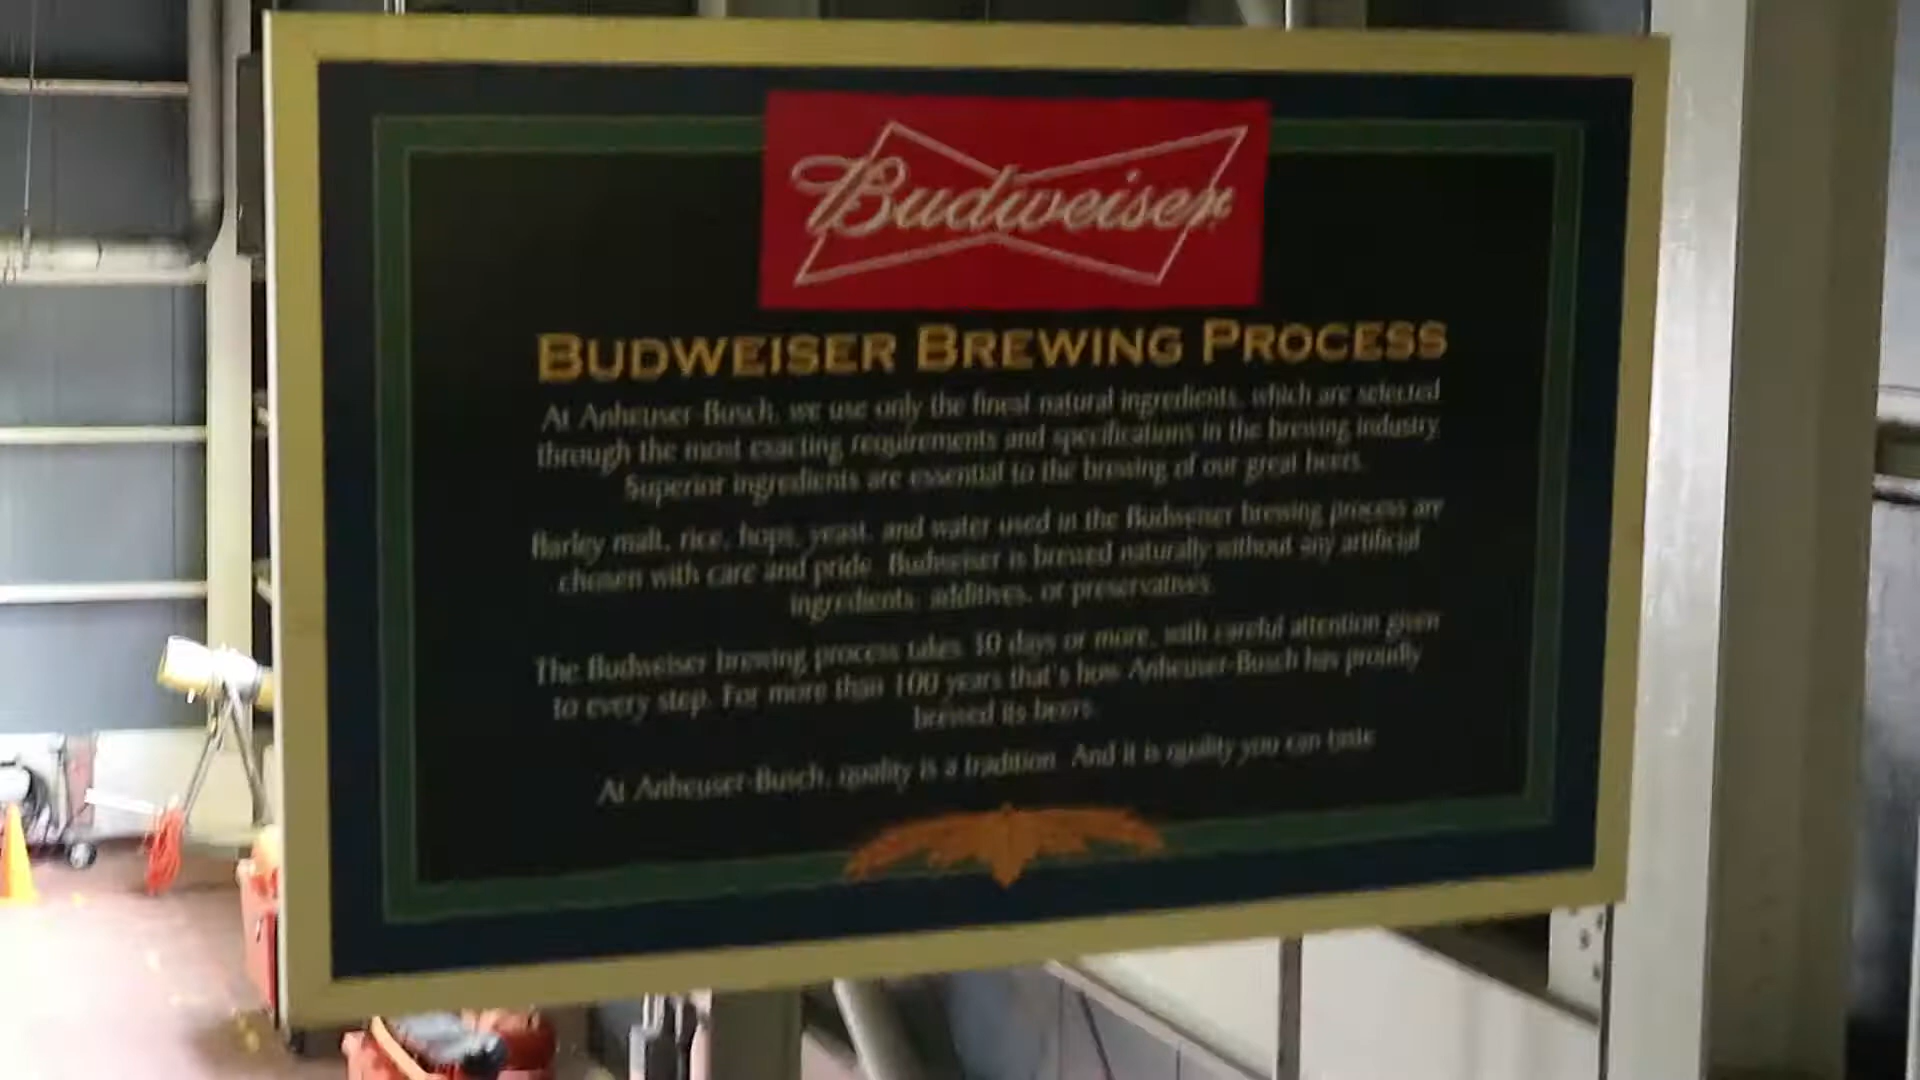 Budweiser
BUDWEISER BREWING PROCESS
At Anheuser-Busch, we use only the finest natural ingredients, which are selected
through the most exacting requirements and specifications in the brewing industry.
Superior ingredients are essential to the brewing of our great beers.
Barley malt, rice, hops, yeast, and water used in the Budweiser brewing process are
chosen with care and pride. Budweiser is brewed naturally without any artificial
ingredients, additives, or preservatives.
The Budweiser brewing process takes 30 days or more, with careful attention given
to every step. For more than 100 years that's how Anheuser-Busch has proudly
brewed its beers.
At Anheuser-Busch, quality is a tradition. And it is quality you can taste.